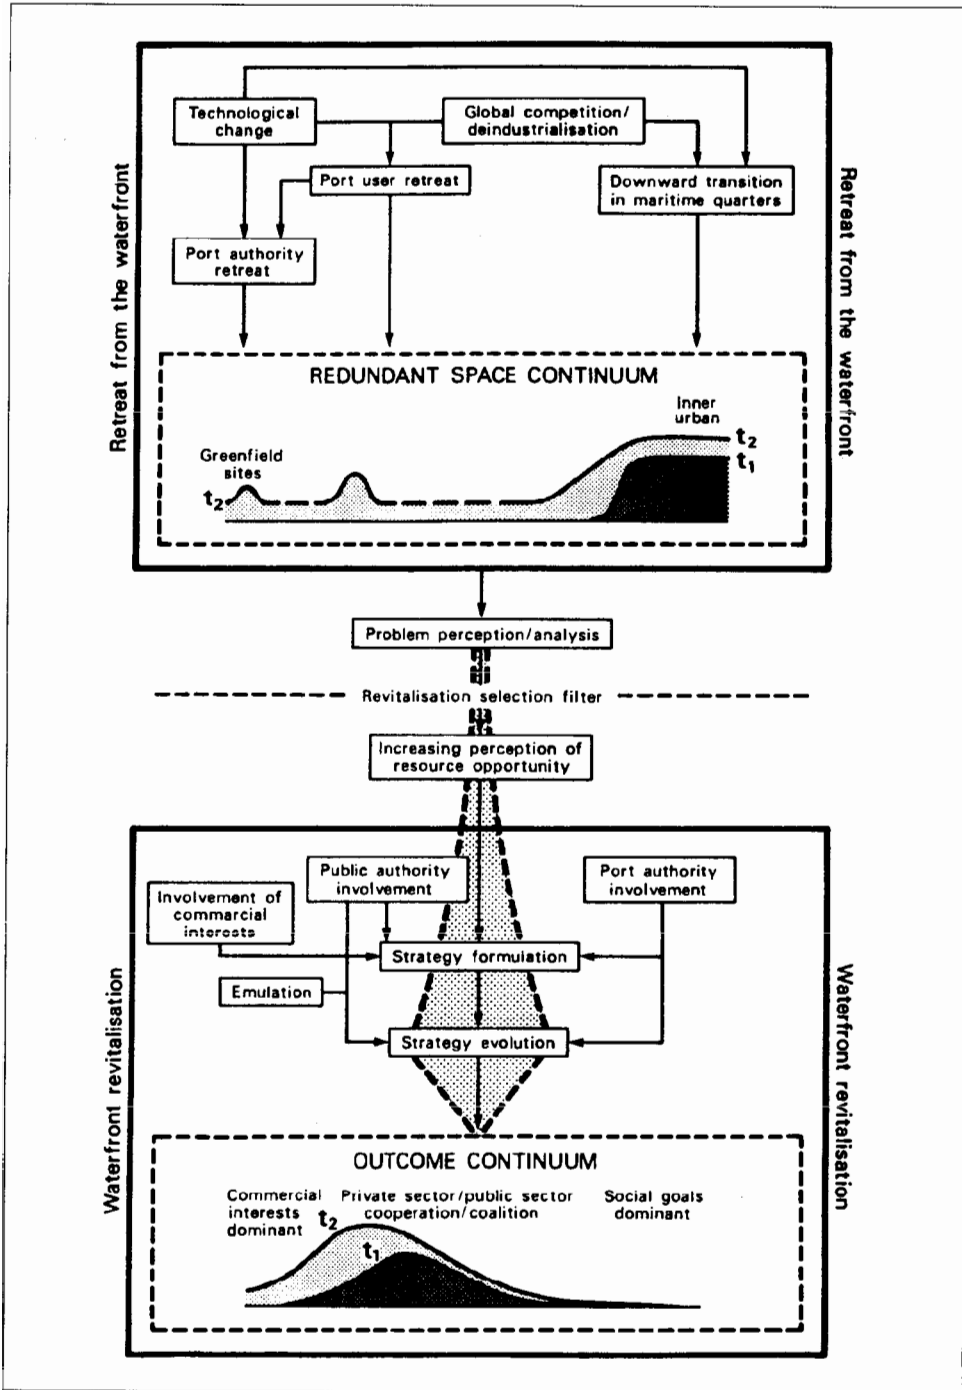 Technological
change
Global competition/
deindustrialisation
Port user retreat
Downward transition
in maritime quarters
Port authority
retreat
Retreat from the waterfront
Retreat from the waterfront
REDUNDANT SPACE CONTINUUM
Inner
urban
t2
t1
Greenfield
sites
t2
Problem perception/analysis
Revitalisation selection filter
Increasing perception of
resource opportunity
Public authority
involvement
Port authority
involvement
Involvement of
commercial
interests
Strategy formulation
Emulation
Strategy evolution
Waterfront revitalisation
Waterfront revitalisation
OUTCOME CONTINUUM
Commercial
interests
dominant
Private sector/public sector
cooperation/coalition
Social goals
dominant
t2
t1